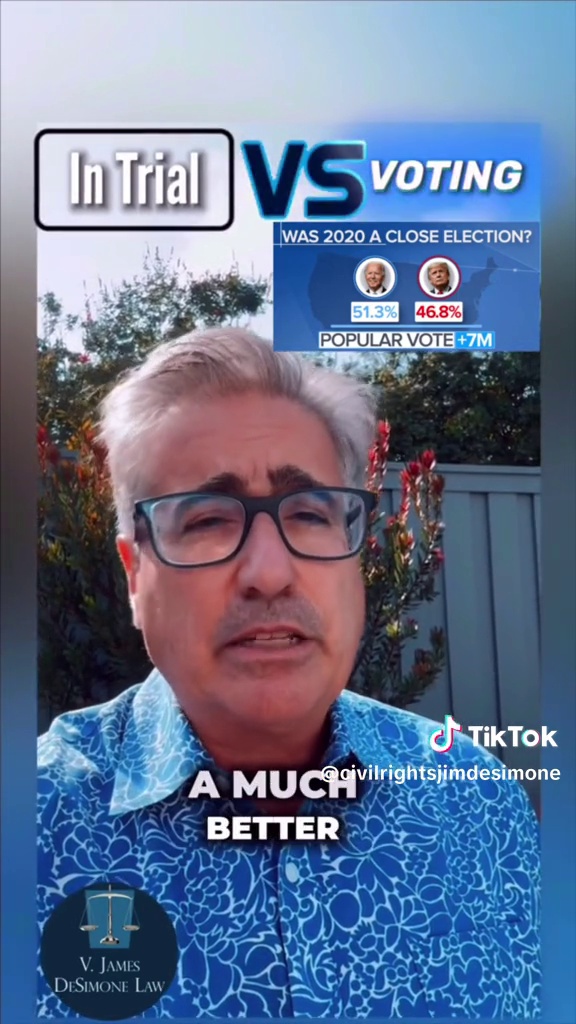 In Trial
VS
VOTING
WAS 2020 A CLOSE ELECTION?
51.3%
46.8%
POPULAR VOTE +7M
TikTok
@civilrightsjimdesimone
A MUCH
BETTER
V. JAMES
DESIMONE LAW